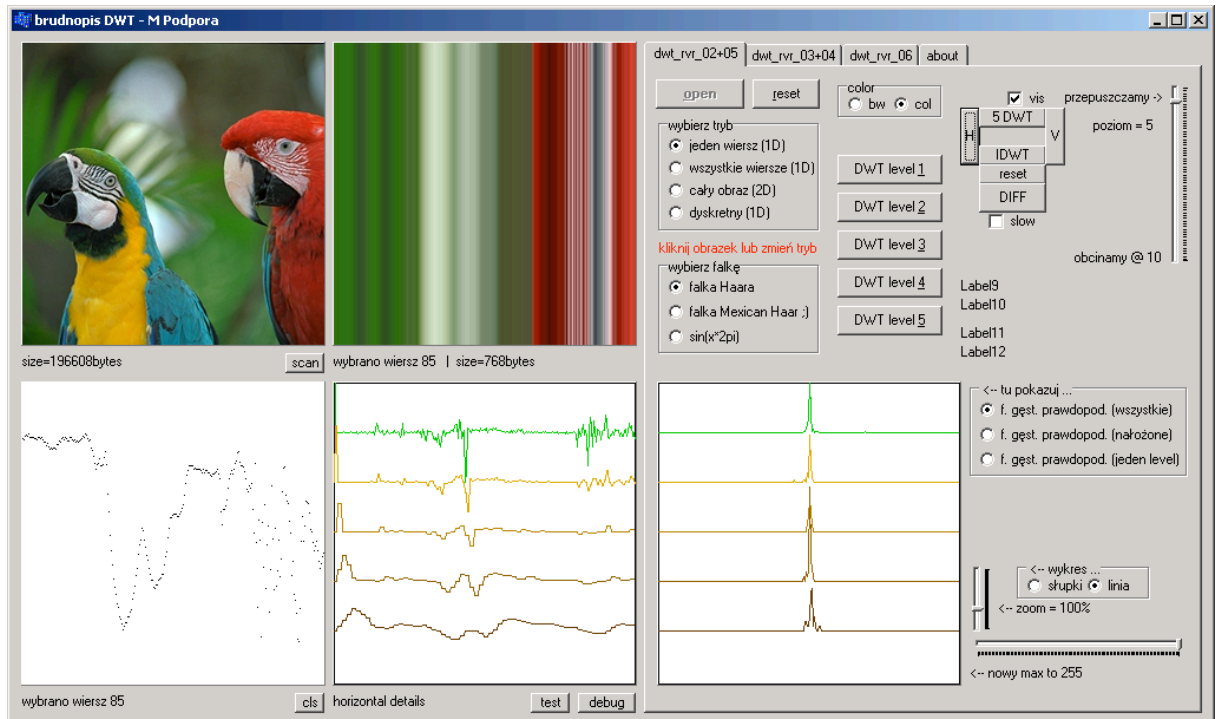 brudnopis DWT - M Podpora
dwt_rvr_02+05
dwt_rvr_03+04
dwt_rvr_06
about
open
reset
color
bw
col
vis
przepuszczamy ->
poziom = 5
H
5 DWT
V
IDWT
reset
DIFF
slow
obcinamy @ 10
wybierz tryb
jeden wiersz (1D)
wszystkie wiersze (1D)
cały obraz (2D)
dyskretny (1D)
kliknij obrazek lub zmień tryb
wybierz falkę
falka Haara
falka Mexican Haar ;)
sin(x*2pi)
DWT level 1
DWT level 2
DWT level 3
DWT level 4
DWT level 5
Label9
Label10
Label11
Label12
size=196608bytes
scan
wybrano wiersz 85 | size=768bytes
<-- tu pokazuj ...
f. gęst. prawdopod. (wszystkie)
f. gęst. prawdopod. (nałożone)
f. gęst. prawdopod. (jeden level)
<-- wykres ...
słupki
linia
<-- zoom = 100%
<-- nowy max to 255
wybrano wiersz 85
cls
horizontal details
test
debug